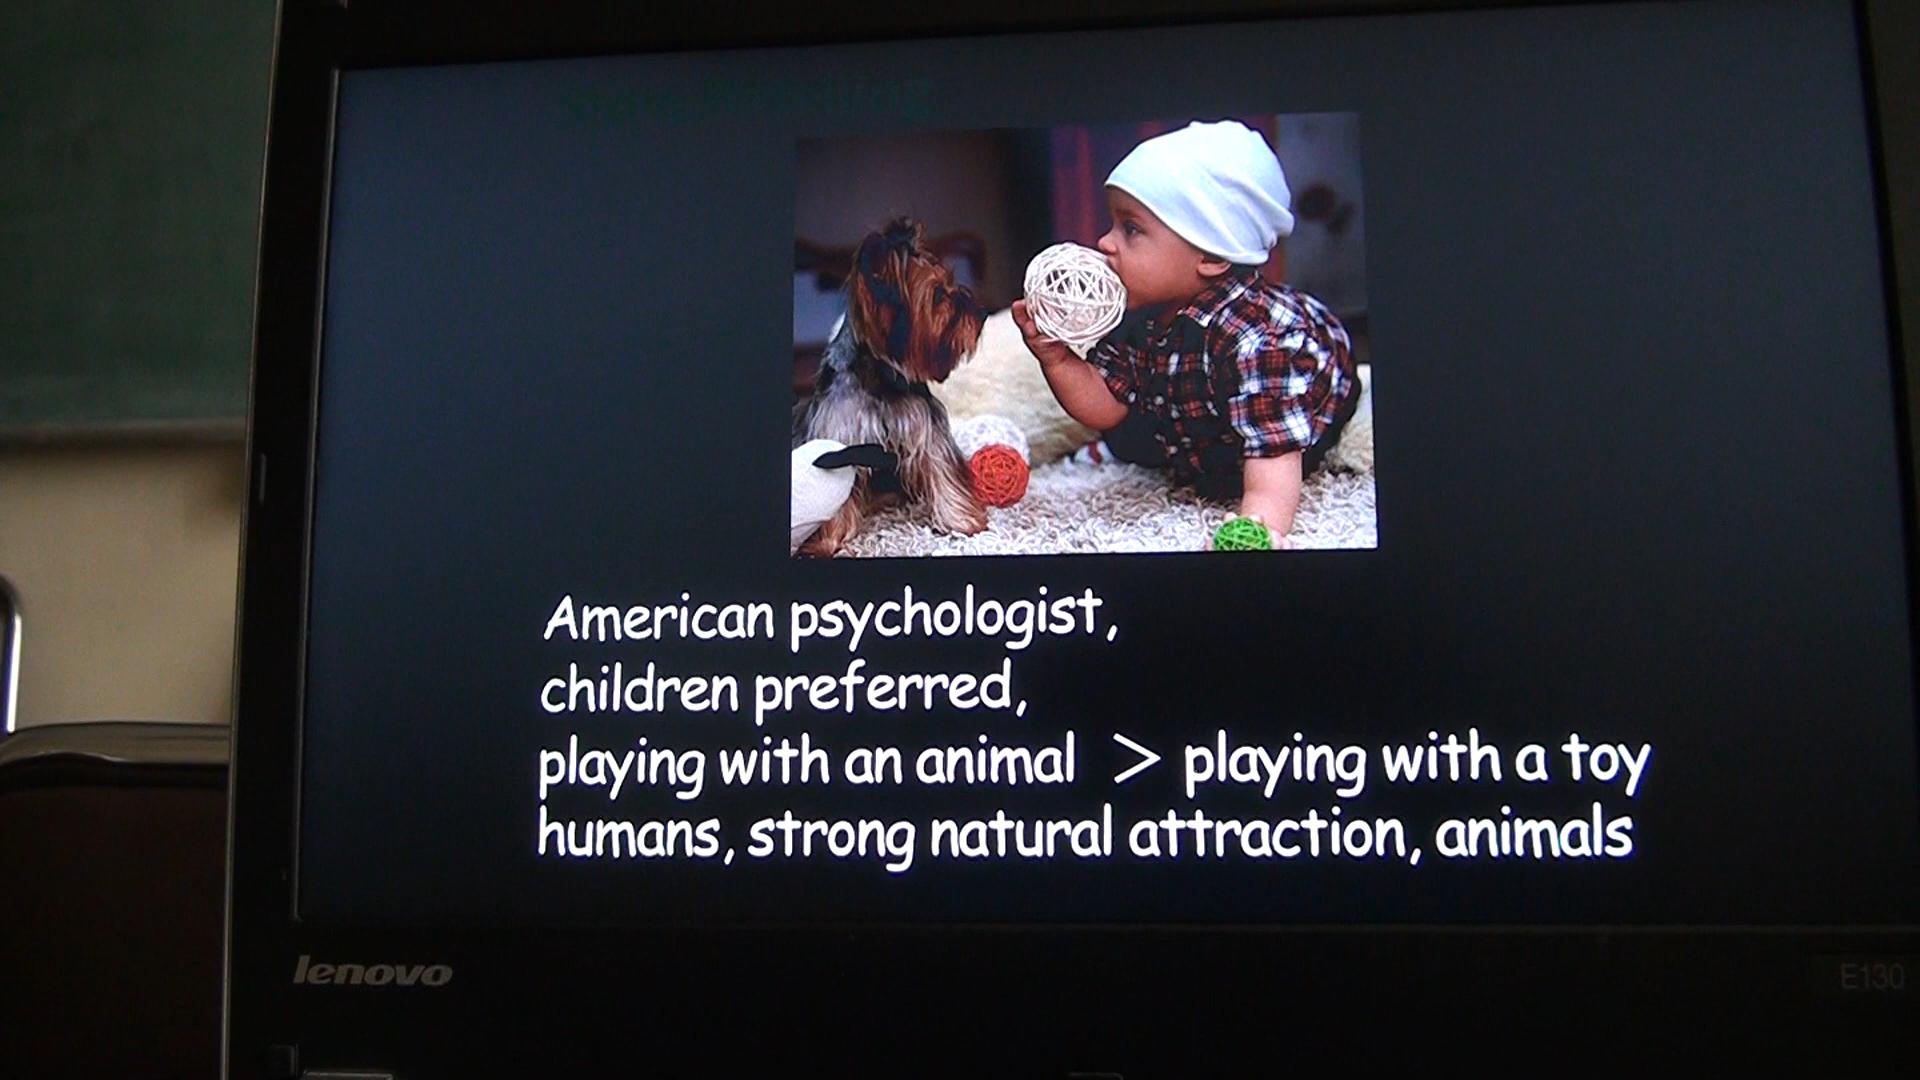 American psychologist,
children preferred,
playing with an animal > playing with a toy
humans, strong natural attraction, animals
lenovo
E130